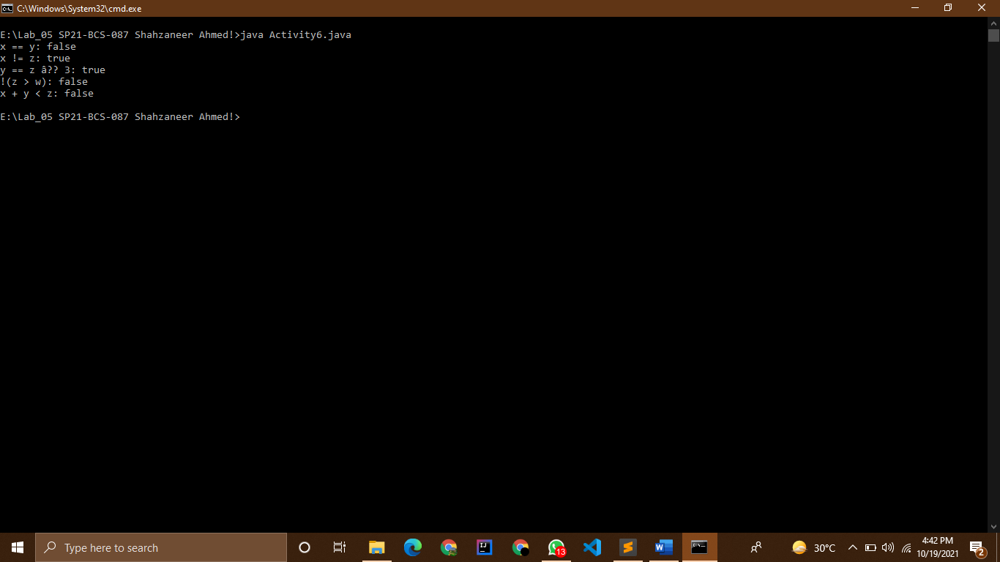 C:\Windows\System32\cmd.exe
E:\Lab_05 SP21-BCS-087 Shahzaneer Ahmed!>java Activity6.java
x == y: false
x != z: true
y == z â?? 3: true
!(z > w): false
x + y < z: false
E:\Lab_05 SP21-BCS-087 Shahzaneer Ahmed!>
Type here to search
13
30°C
4:42 PM
10/19/2021
2